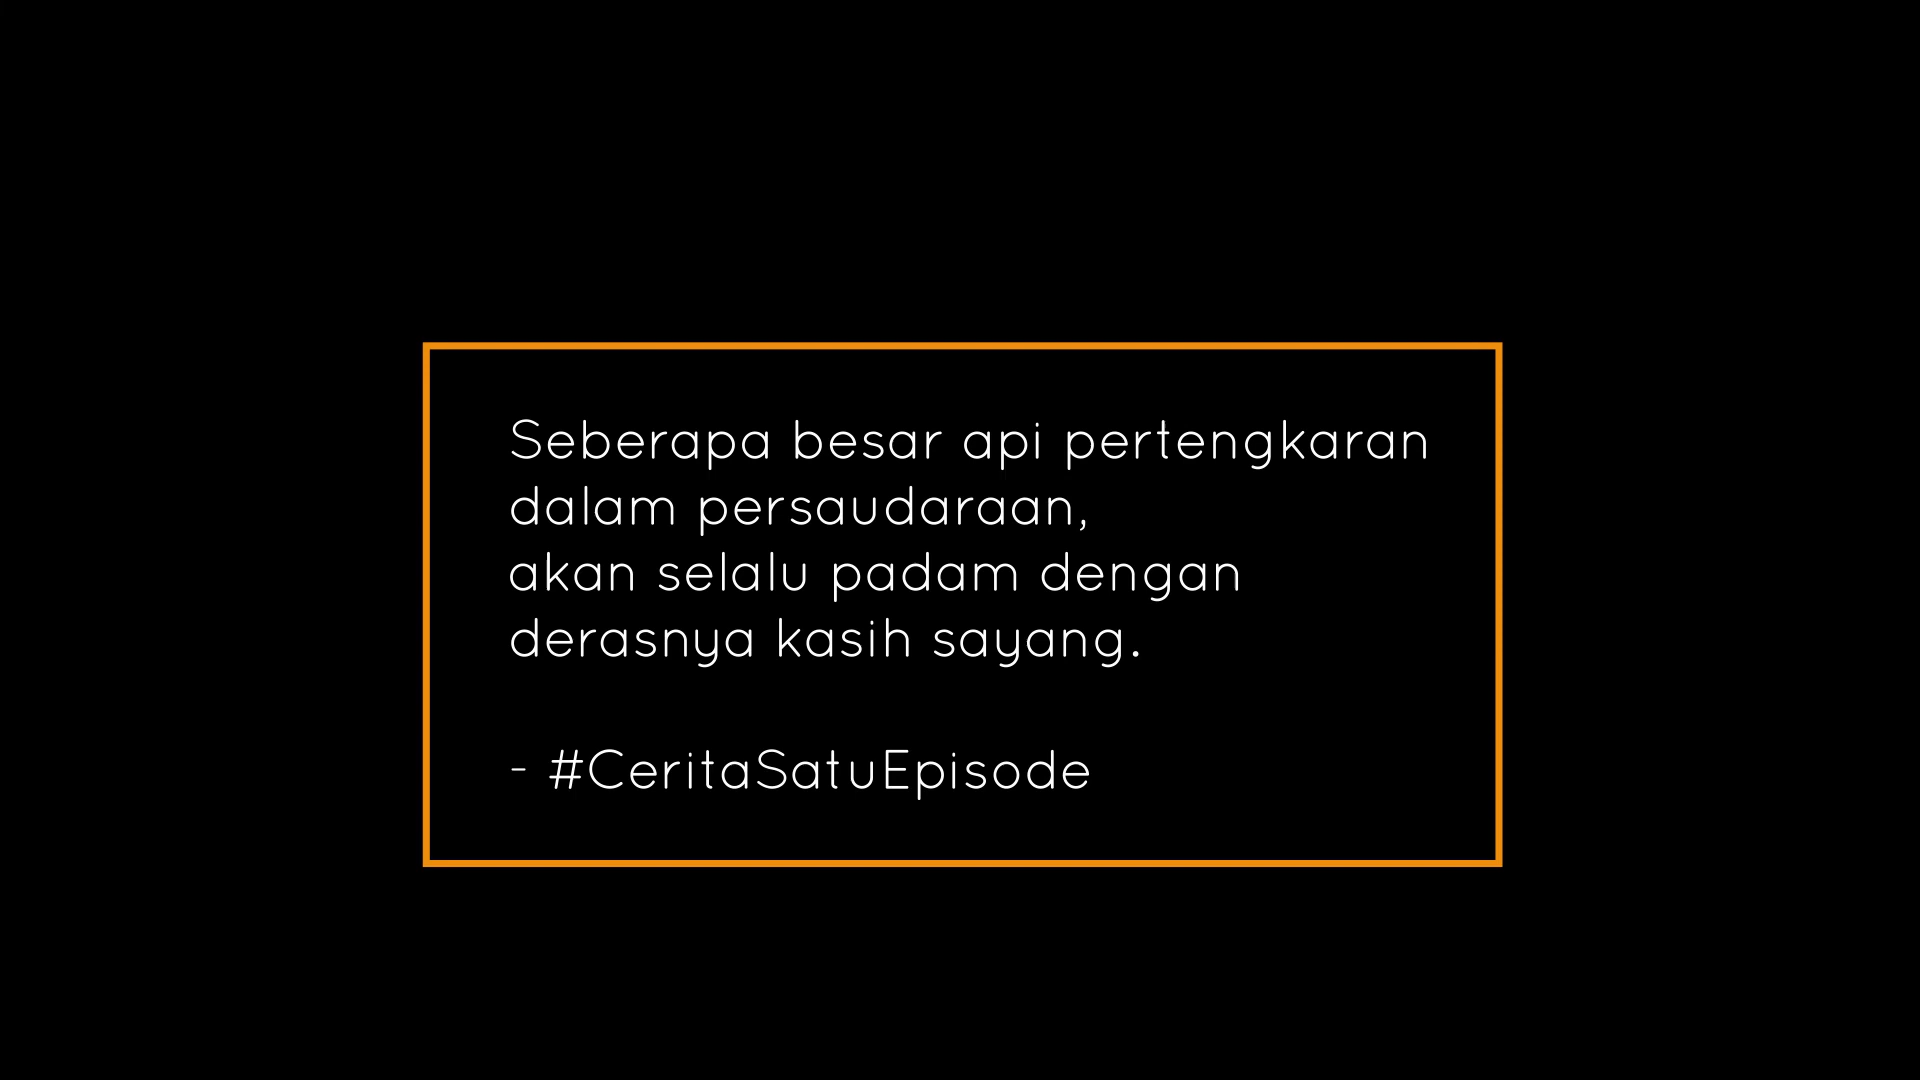 Seberapa besar api pertengkaran
dalam persaudaraan,
akan selalu padam dengan
derasnya kasih sayang.
- #CeritaSatuEpisode